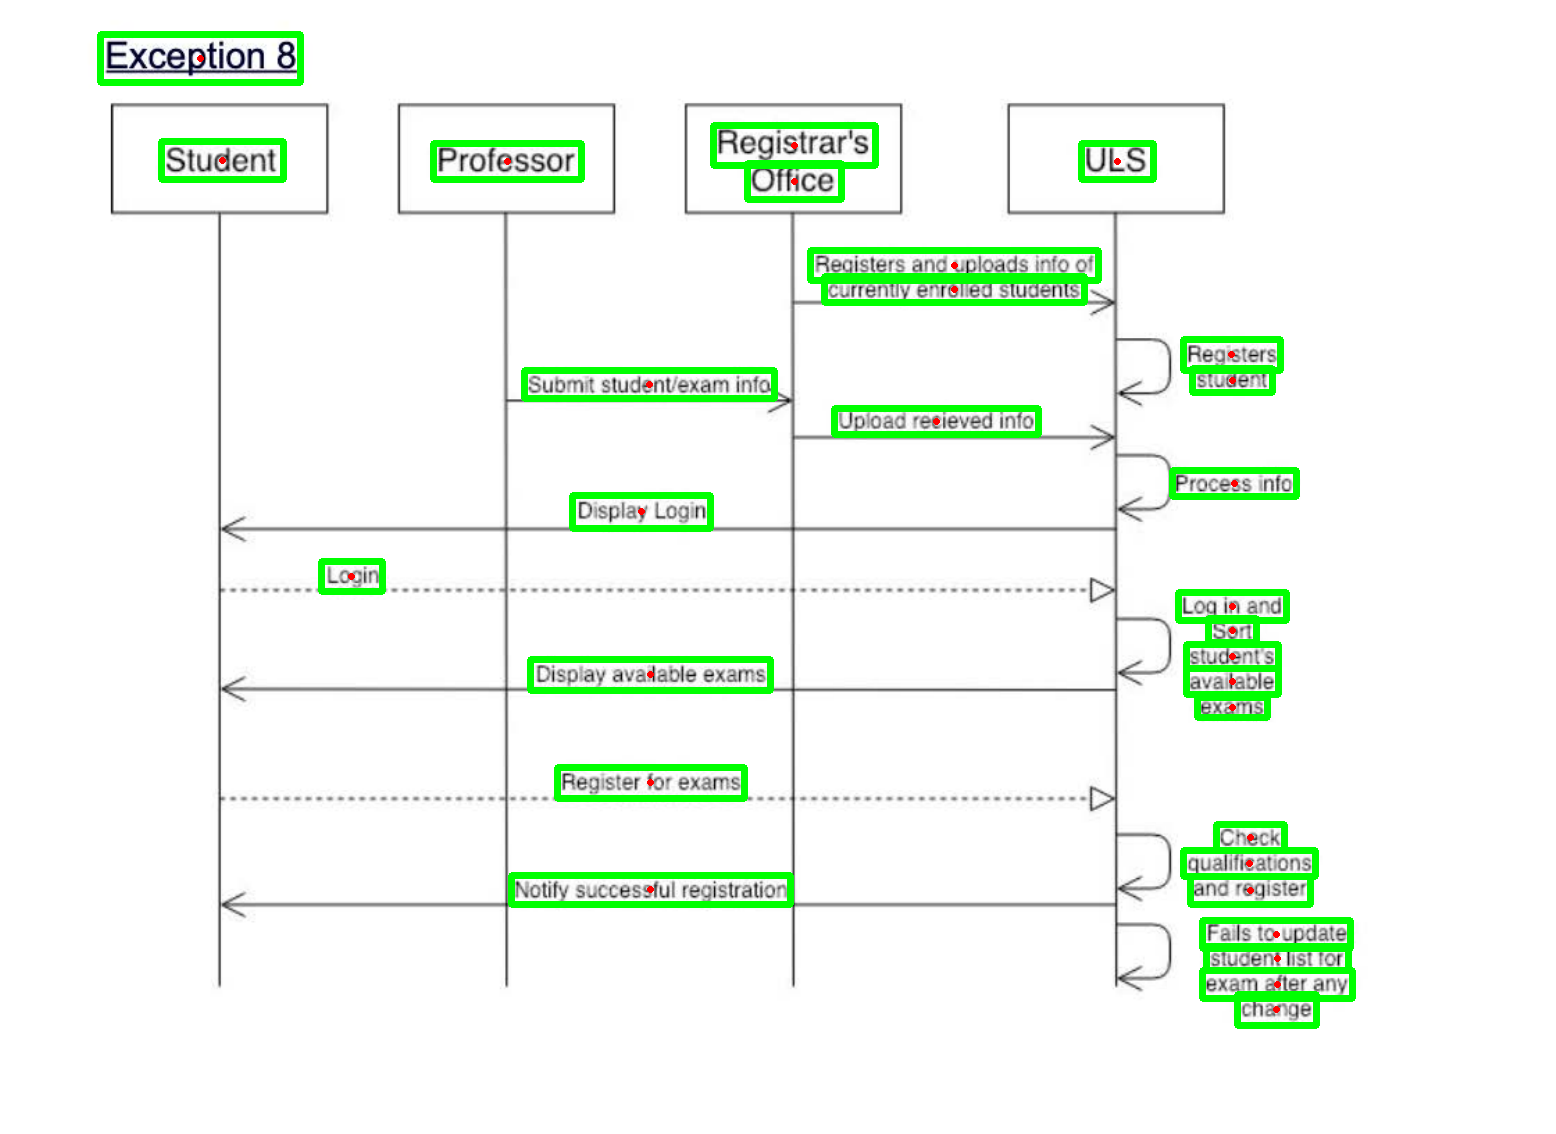 Exception 8
Student
Professor
Registrar's
Office
ULS
Registers and uploads info of
currently enrolled students
Registers
student
Submit student/exam info
Upload recieved info
Process info
Display Login
Login
Log in and
Sort
student's
available
exams
Display available exams
Register for exams
Check
qualifications
and register
Notify successful registration
Fails to update
student list for
exam after any
change